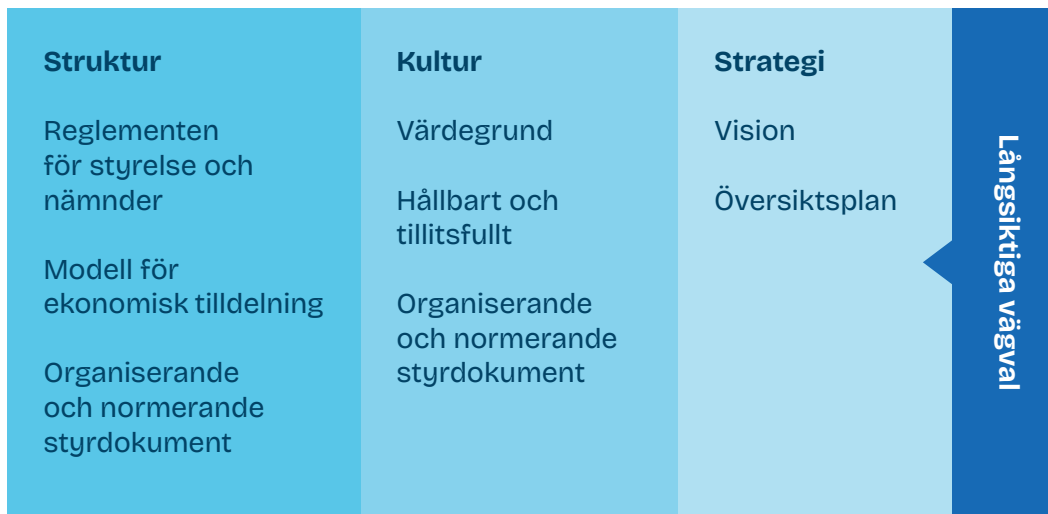 Struktur
Reglementen
för styrelse och
nämnder
Modell för
ekonomisk tilldelning
Organiserande
och normerande
styrdokument
Kultur
Värdegrund
Hållbart och
tillitsfullt
Organiserande
och normerande
styrdokument
Strategi
Vision
Översiktsplan
Långsiktiga vägval